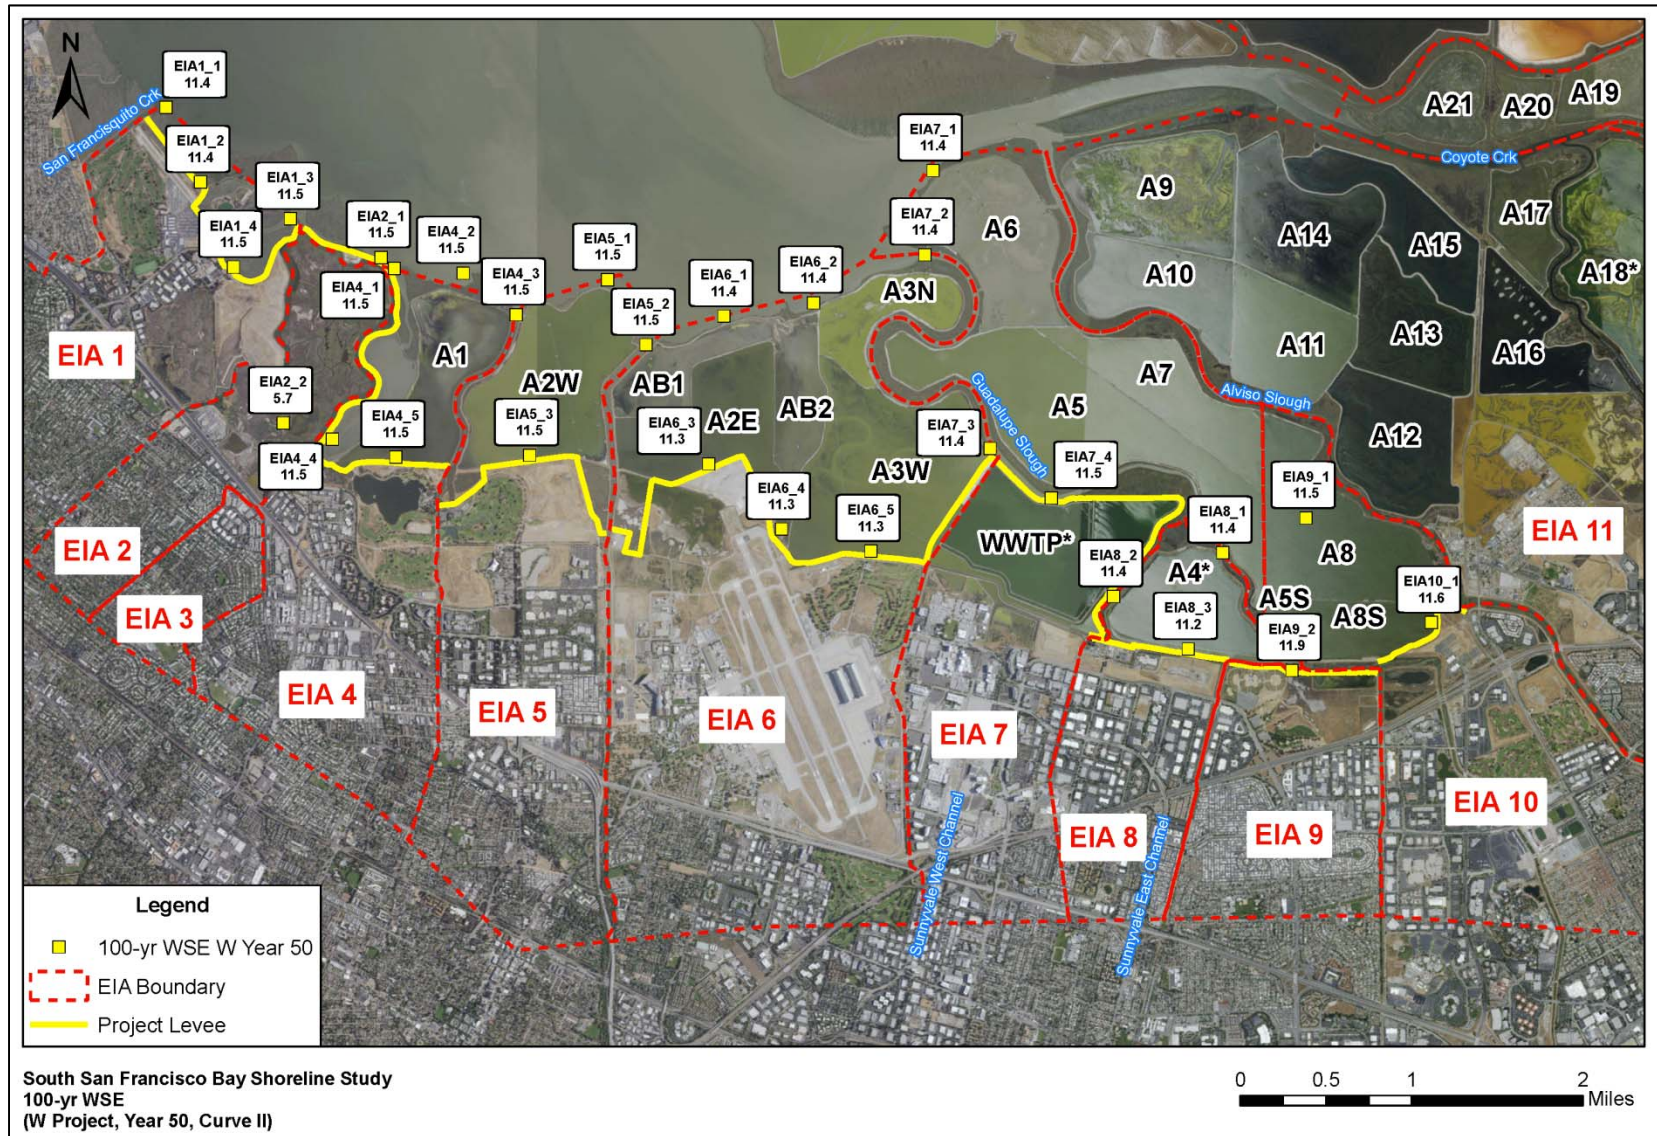 N
EIA1_1
11.4
San Francisquito Crk
EIA1_2
11.4
EIA1_3
11.5
EIA1_4
11.5
EIA2_1
11.5
EIA4_2
11.5
EIA4_1
11.5
EIA4_3
11.5
EIA5_1
11.5
EIA5_2
11.5
EIA6_1
11.4
EIA6_2
11.4
EIA7_1
11.4
EIA7_2
11.4
A21
A20
A19
Coyote Crk
A9
A6
A14
A15
A17
A18*
A10
A3N
A11
A13
A16
A1
A2W
AB1
A2E
AB2
A7
A5
Guadalupe Slough
Alviso Slough
A12
EIA 1
EIA2_2
5.7
EIA4_5
11.5
EIA4_4
11.5
EIA5_3
11.5
EIA6_3
11.3
EIA7_3
11.4
A3W
EIA7_4
11.5
EIA6_4
11.3
EIA6_5
11.3
EIA8_1
11.4
EIA9_1
11.5
EIA 11
WWTP*
EIA8_2
11.4
A4*
A8
EIA10_1
11.6
A5S
A8S
EIA8_3
11.2
EIA9_2
11.9
EIA 2
EIA 3
EIA 4
EIA 5
EIA 6
EIA 7
EIA 8
EIA 9
EIA 10
Sunnyvale West Channel
Sunnyvale East Channel
Legend
100-yr WSE W Year 50
EIA Boundary
Project Levee
South San Francisco Bay Shoreline Study
100-yr WSE
(W Project, Year 50, Curve II)
0 0.5 1 2
Miles